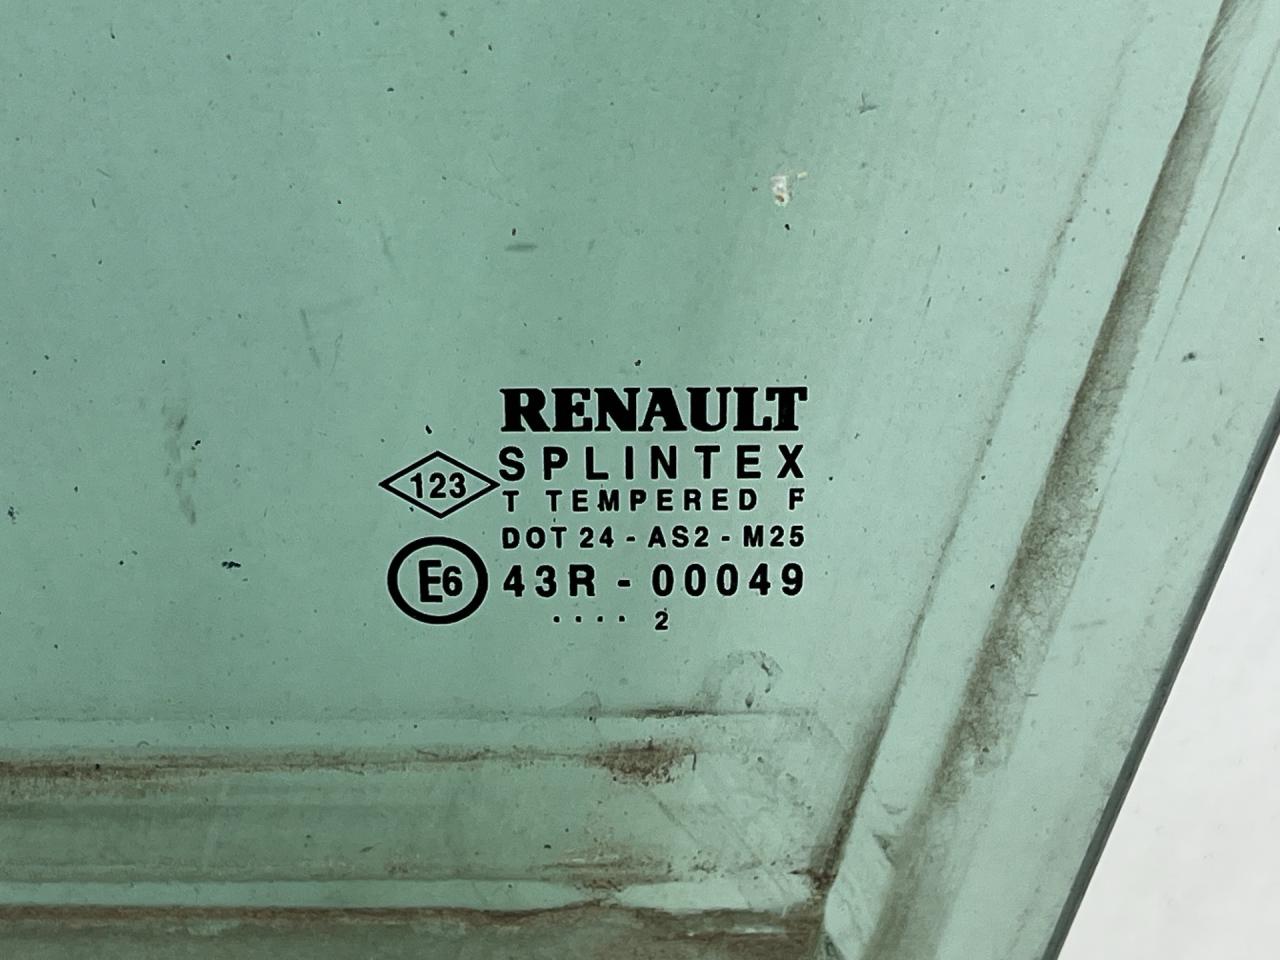 RENAULT
SPLINTEX
123
T TEMPERED F
DOT 24 - AS2 - M25
E6 43R - 00049
.... 2